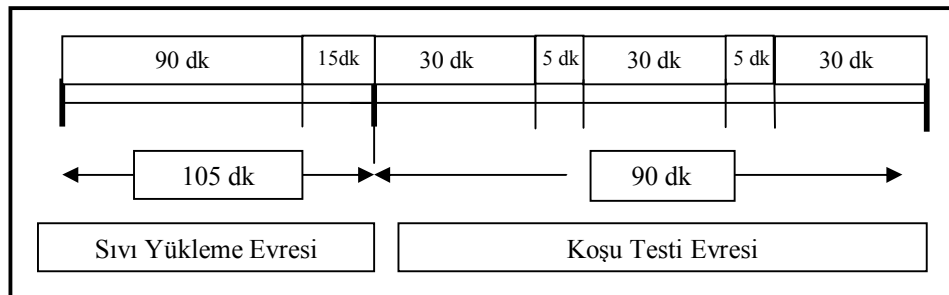 90 dk 15dk 30 dk 5 dk 30 dk 5 dk 30 dk
105 dk 90 dk
Sıvı Yükleme Evresi Koşu Testi Evresi